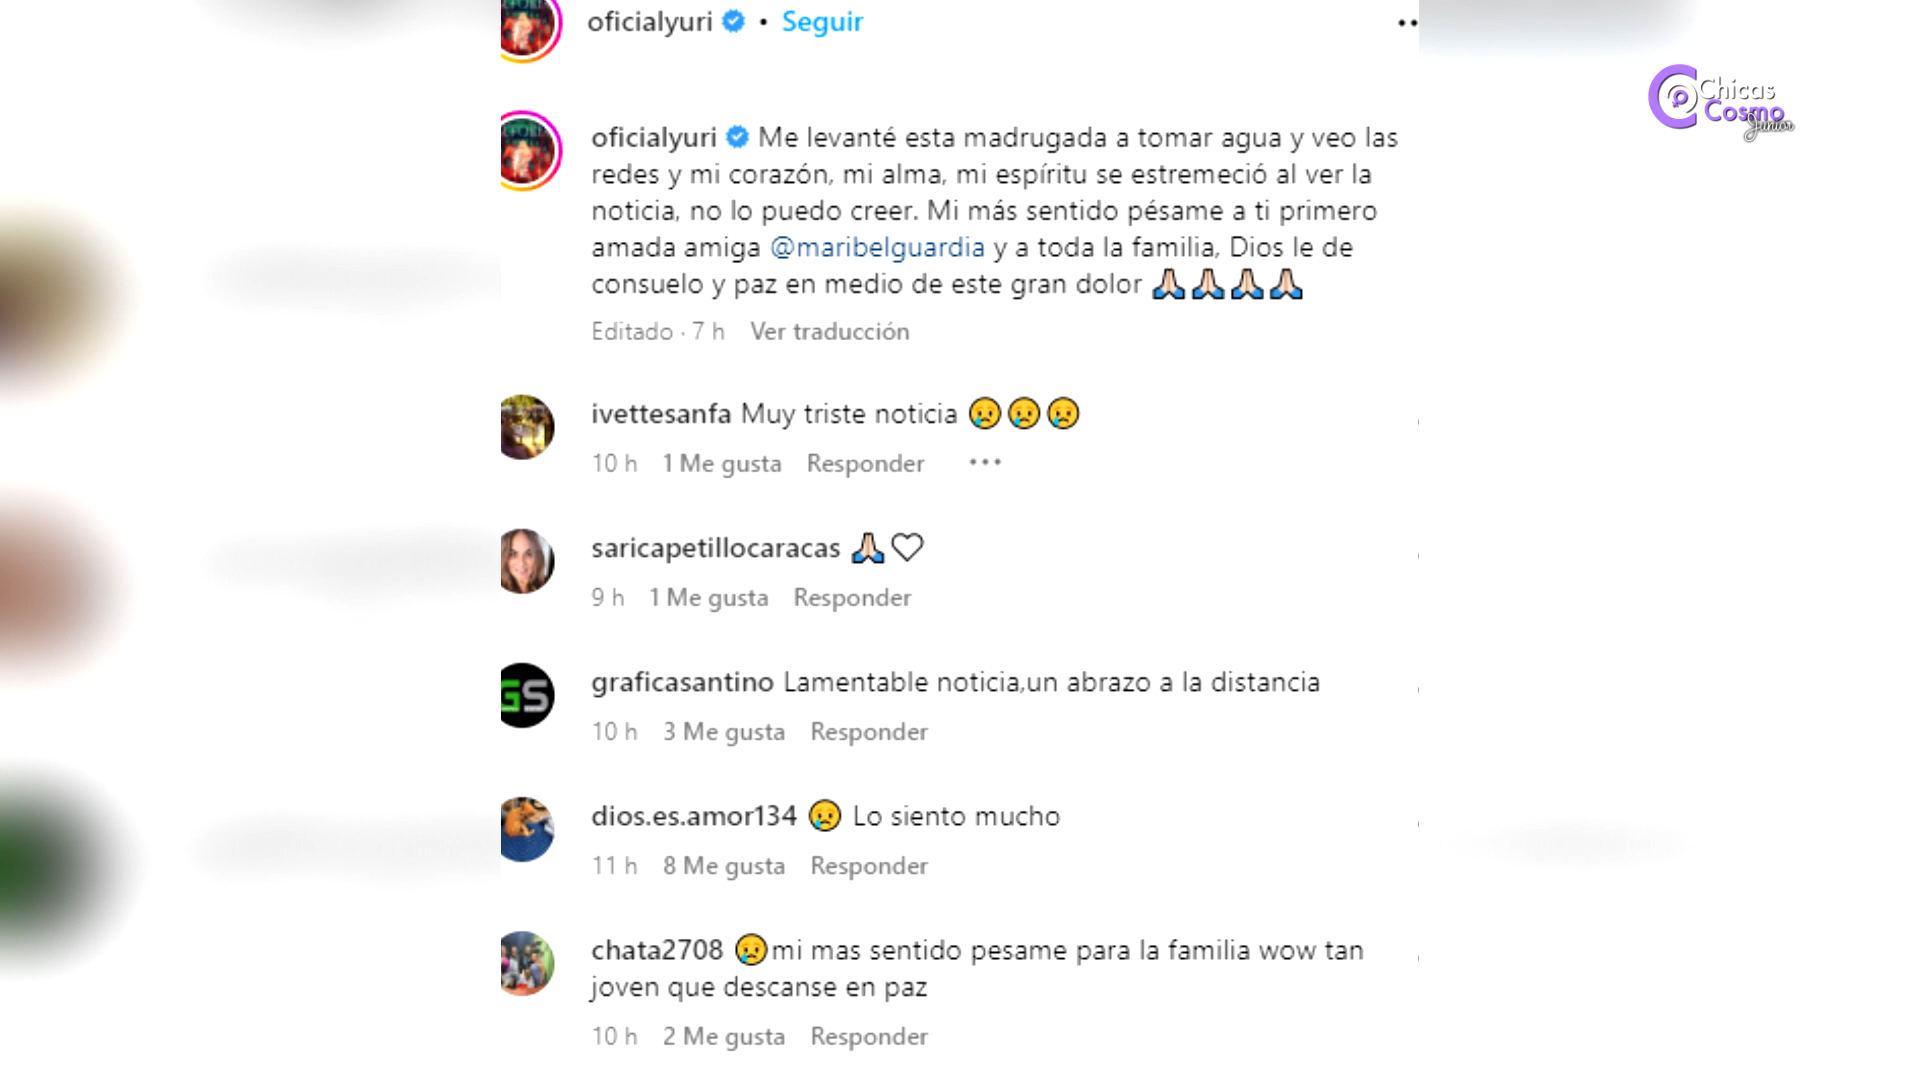 oficialyuri • Seguir
Chicas
Cosmo
Junior
oficialyuri Me levanté esta madrugada a tomar agua y veo las
redes y mi corazón, mi alma, mi espíritu se estremeció al ver la
noticia, no lo puedo creer. Mi más sentido pésame a ti primero
amada amiga @maribelguardia y a toda la familia, Dios le de
consuelo y paz en medio de este gran dolor 🙏🏻🙏🏻🙏🏻🙏🏻
Editado · 7 h Ver traducción
ivettesanfa Muy triste noticia 😢😢😢
10 h 1 Me gusta Responder ···
saricapetillocaracas 🙏🏻🤍
9 h 1 Me gusta Responder
GS
graficasantino Lamentable noticia,un abrazo a la distancia
10 h 3 Me gusta Responder
dios.es.amor134 😢 Lo siento mucho
11 h 8 Me gusta Responder
chata2708 😢mi mas sentido pesame para la familia wow tan
joven que descanse en paz
10 h 2 Me gusta Responder